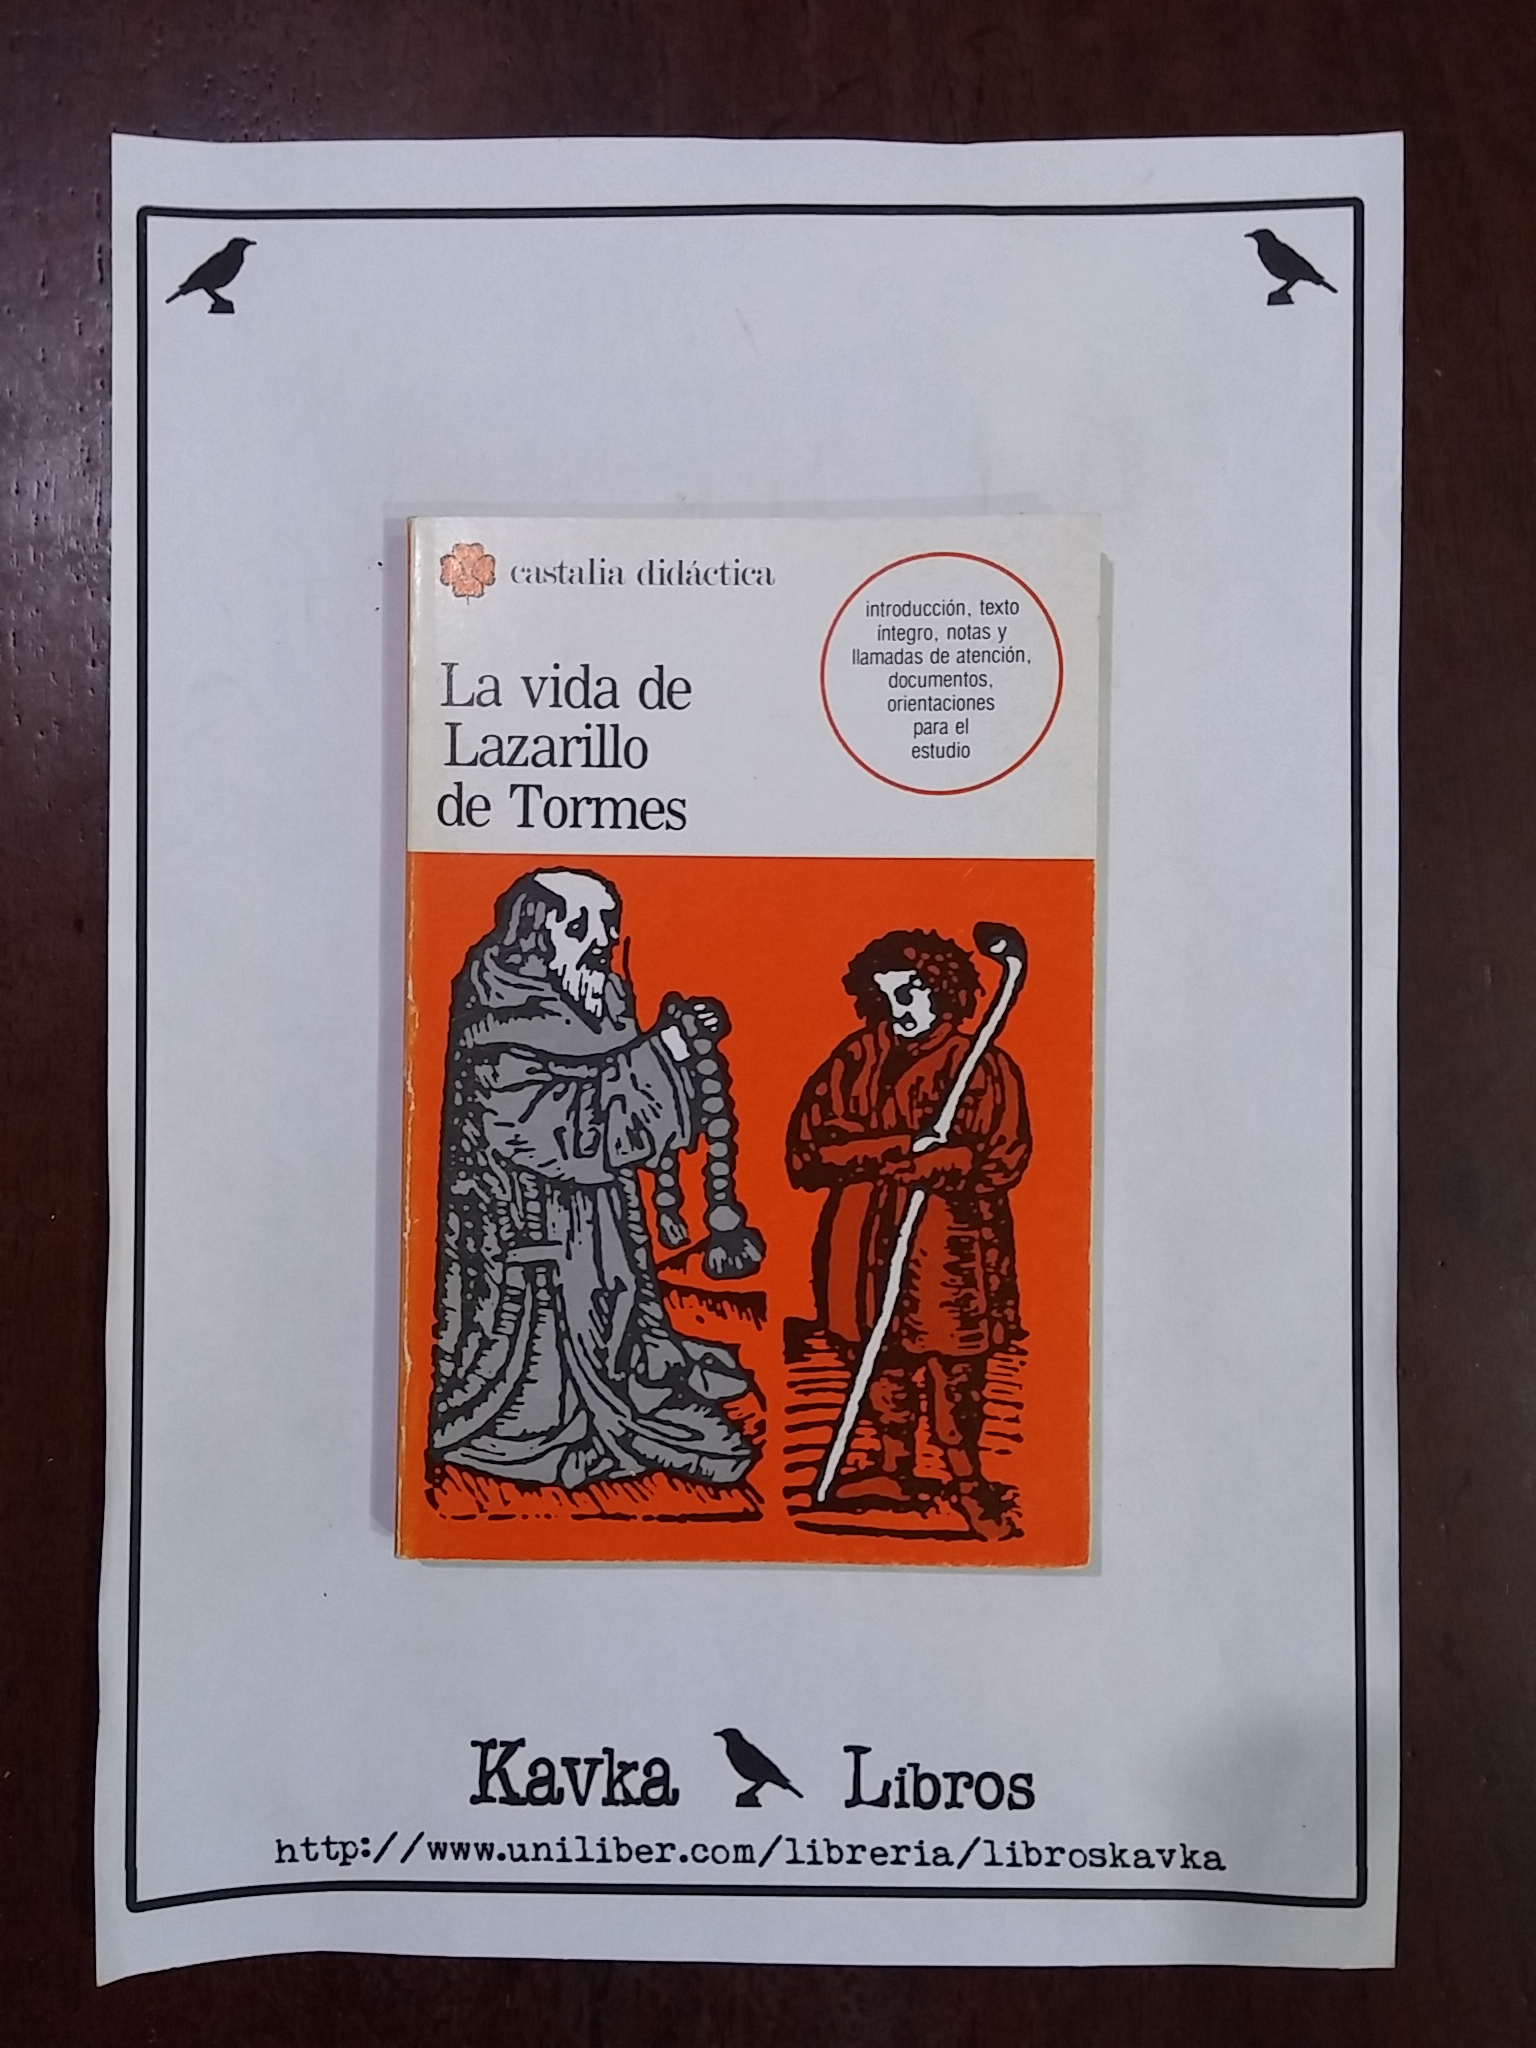 castalia didáctica
La vida de
Lazarillo
de Tormes
introducción, texto
íntegro, notas y
llamadas de atención,
documentos,
orientaciones
para el
estudio
Kavka Libros
http://www.uniliber.com/libreria/libroskavka